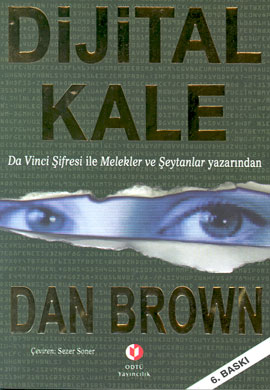 DİJİTAL
KALE
Da Vinci Şifresi ile Melekler ve Şeytanlar yazarından
DAN BROWN
Çeviren: Sezer Soner
ODTÜ
Yayıncılık
6. BASKI